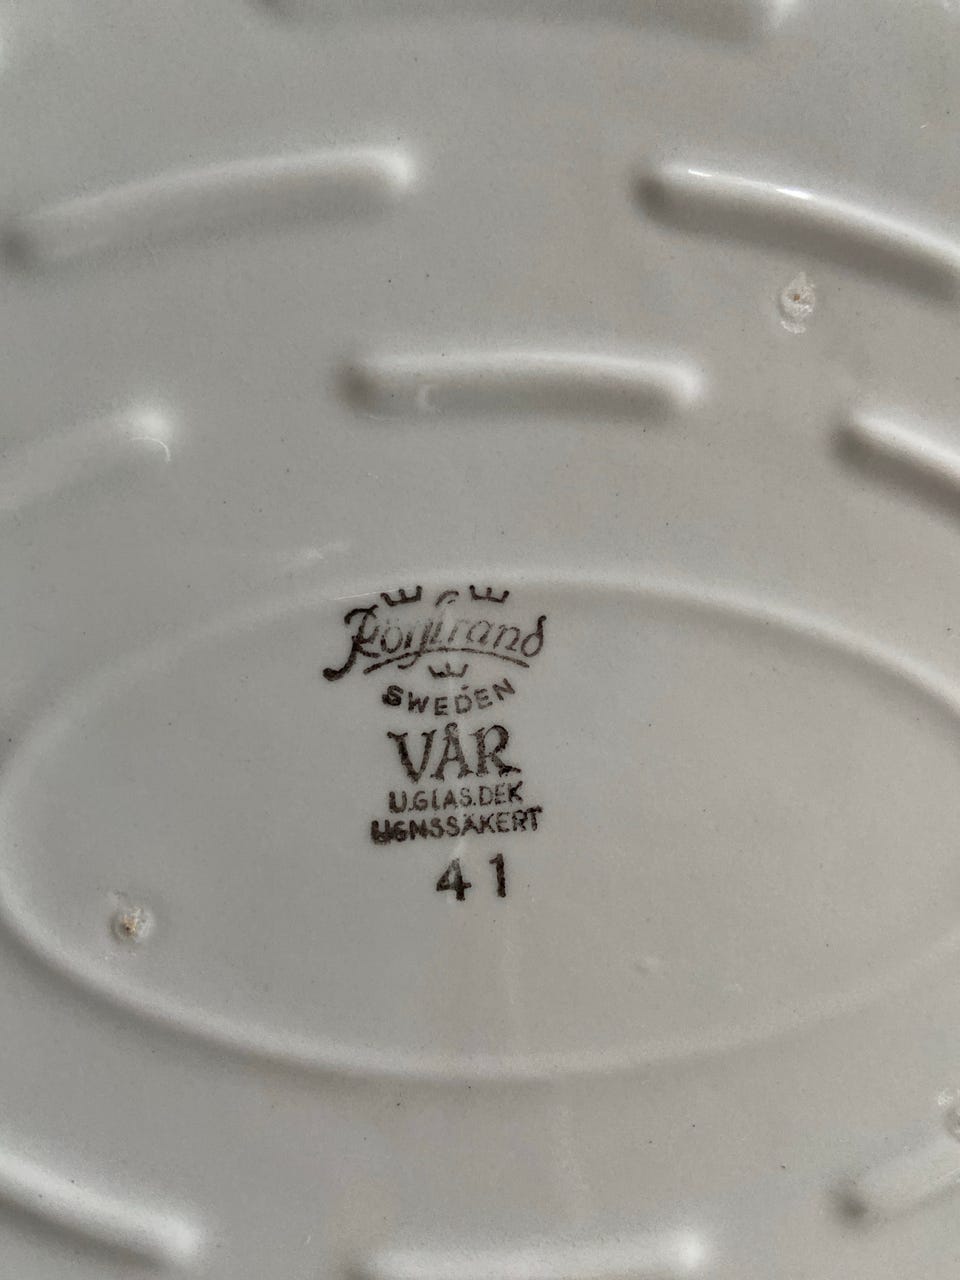 Rörstrand
SWEDEN
VÅR
U.GLAS.DEK
UGNSSÄKERT
41